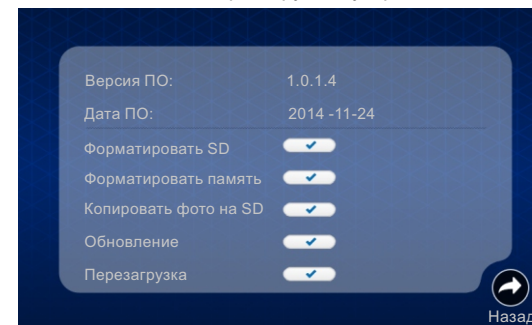 Версия ПО: 1.0.1.4
Дата ПО: 2014 -11-24
Форматировать SD
Форматировать память
Копировать фото на SD
Обновление
Перезагрузка
Назад